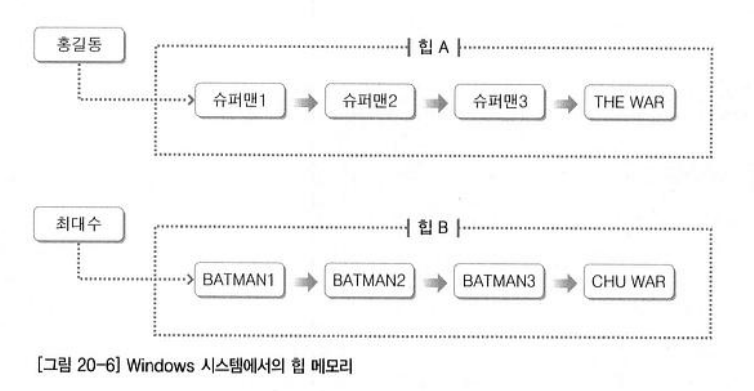 홍길동
힙 A
슈퍼맨1 슈퍼맨2 슈퍼맨3 THE WAR
최대수
힙 B
BATMAN1 BATMAN2 BATMAN3 CHU WAR
[그림 20-6] Windows 시스템에서의 힙 메모리